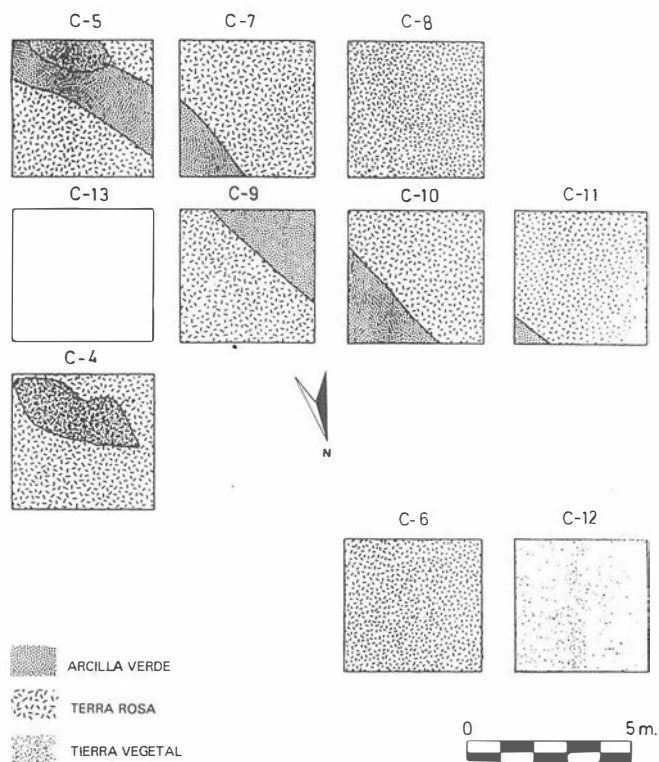 C-5 C-7 C-8
C-13 C-9 C-10 C-11
C-4
N
C-6 C-12
ARCILLA VERDE
TERRA ROSA
TIERRA VEGETAL
0 5 m.